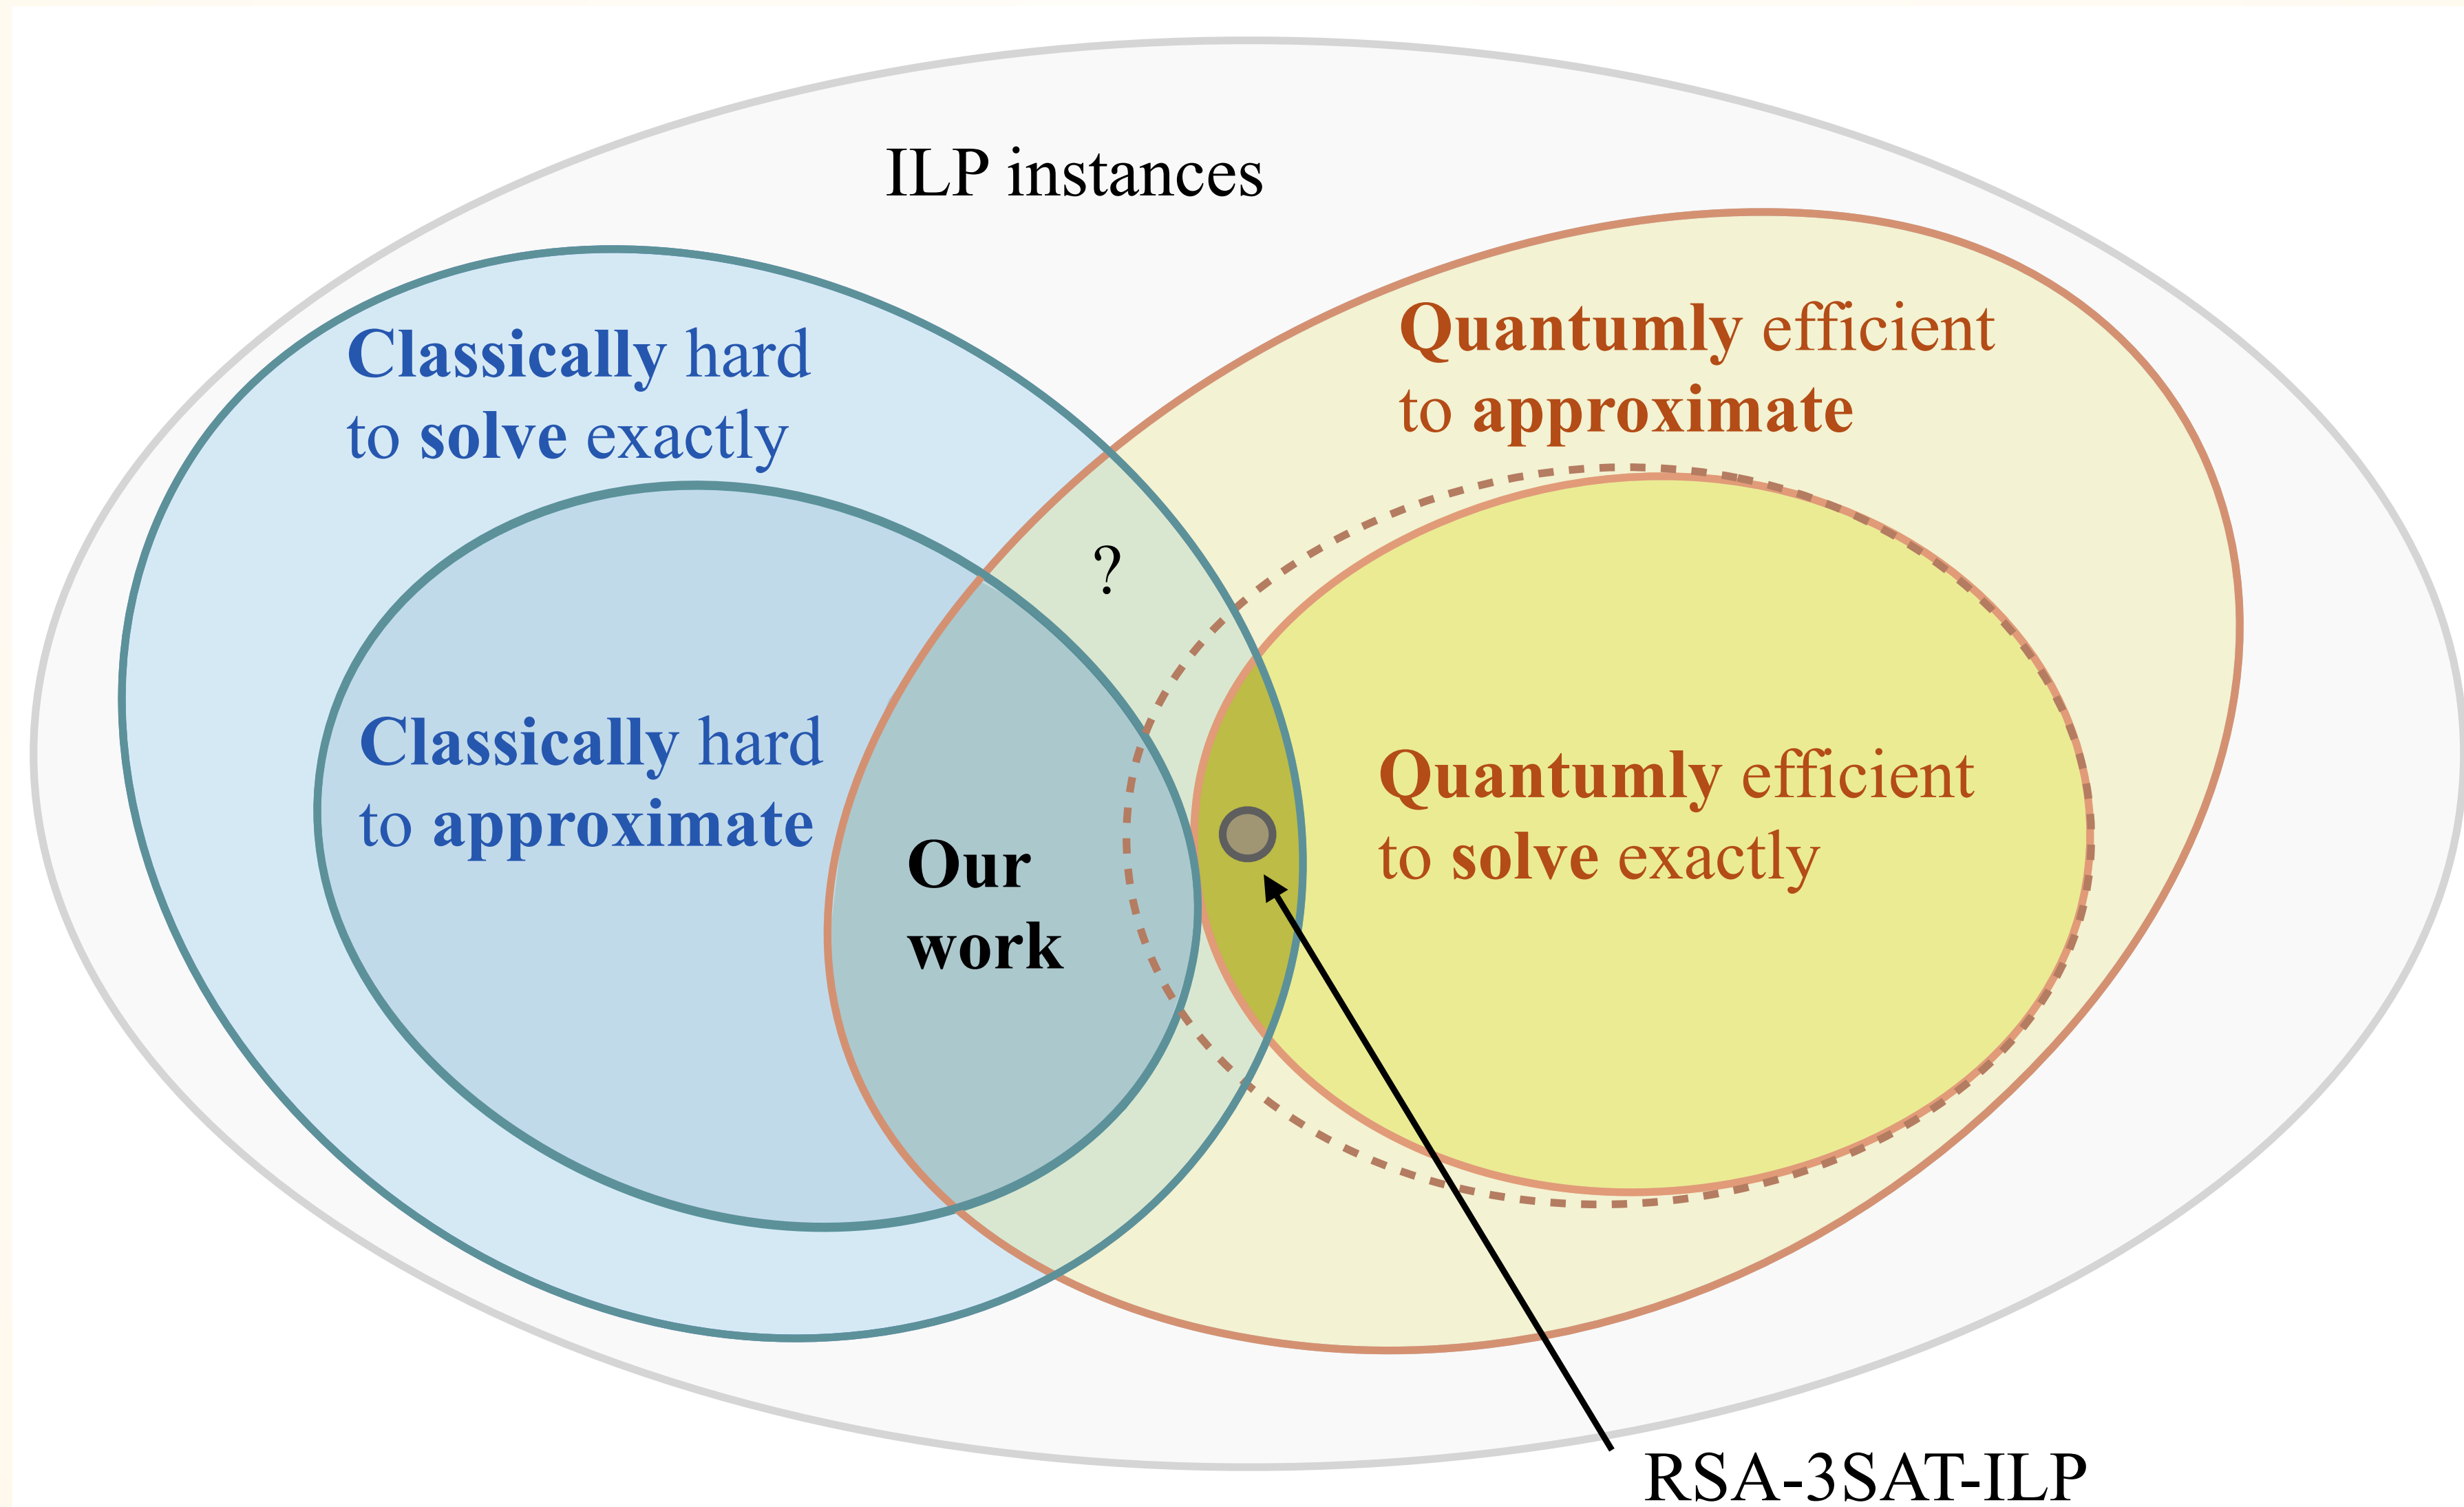 ILP instances
Classically hard
to solve exactly
Quantumly efficient
to approximate
?
Classically hard
to approximate
Our
work
Quantumly efficient
to solve exactly
RSA-3SAT-ILP